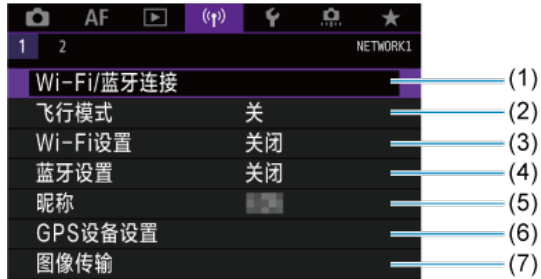 AF
1 2 NETWORK1
Wi-Fi/蓝牙连接 (1)
飞行模式 关 (2)
Wi-Fi设置 关闭 (3)
蓝牙设置 关闭 (4)
昵称 (5)
GPS设备设置 (6)
图像传输 (7)